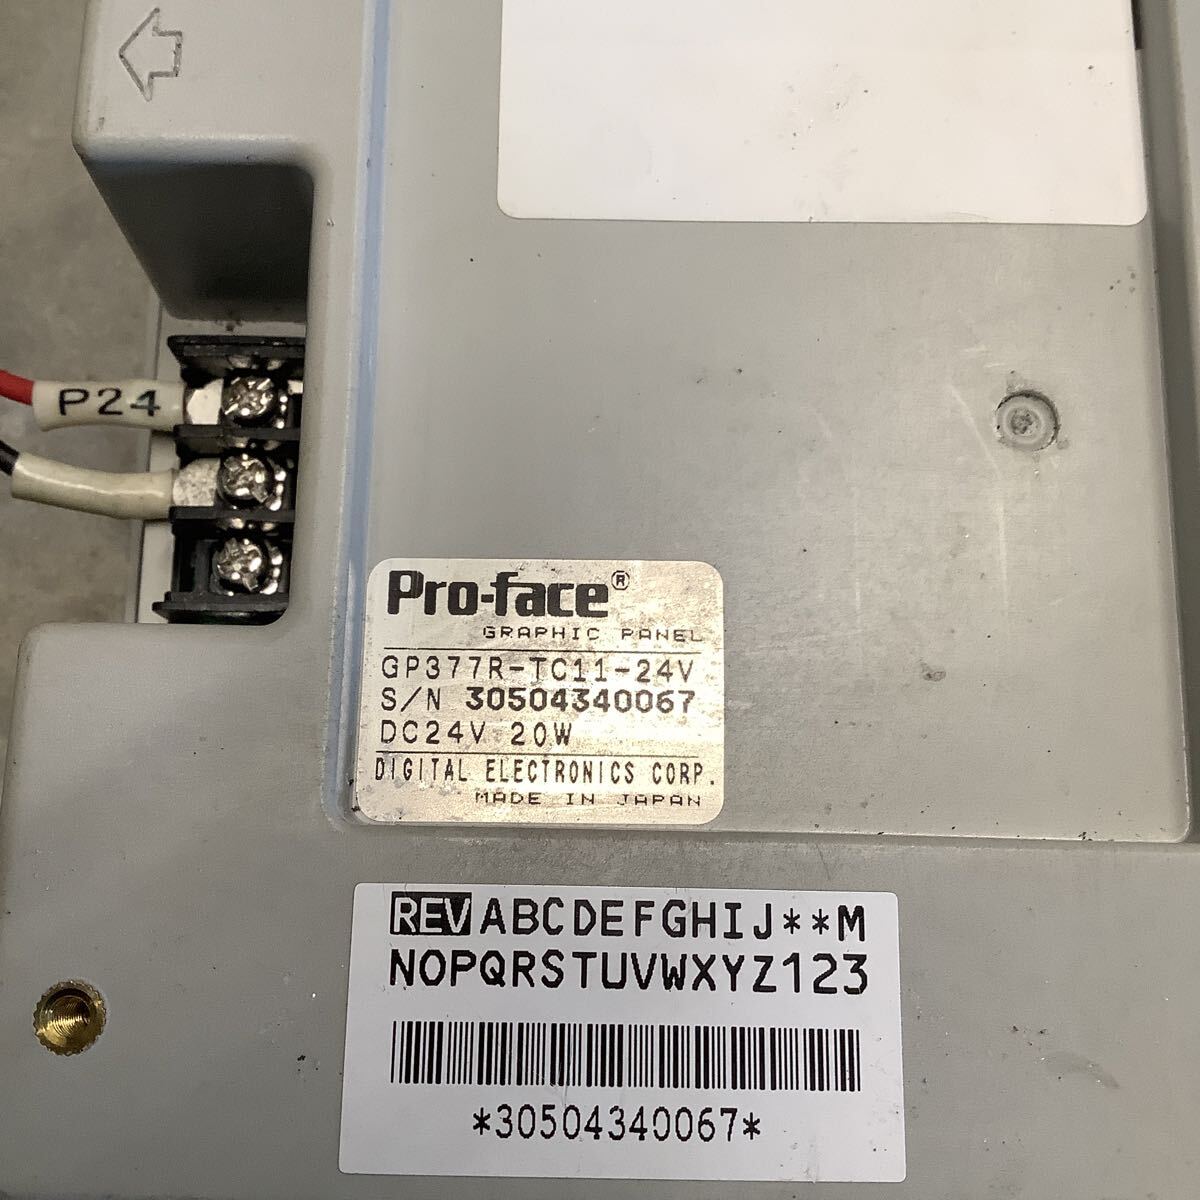 P24
Pro-face®
GRAPHIC PANEL
GP377R-TC11-24V
S/N 30504340067
DC24V 20W
DIGITAL ELECTRONICS CORP.
MADE IN JAPAN
REV ABCDEFGHIJ**M
NOPQRSTUVWXYZ123
*30504340067*